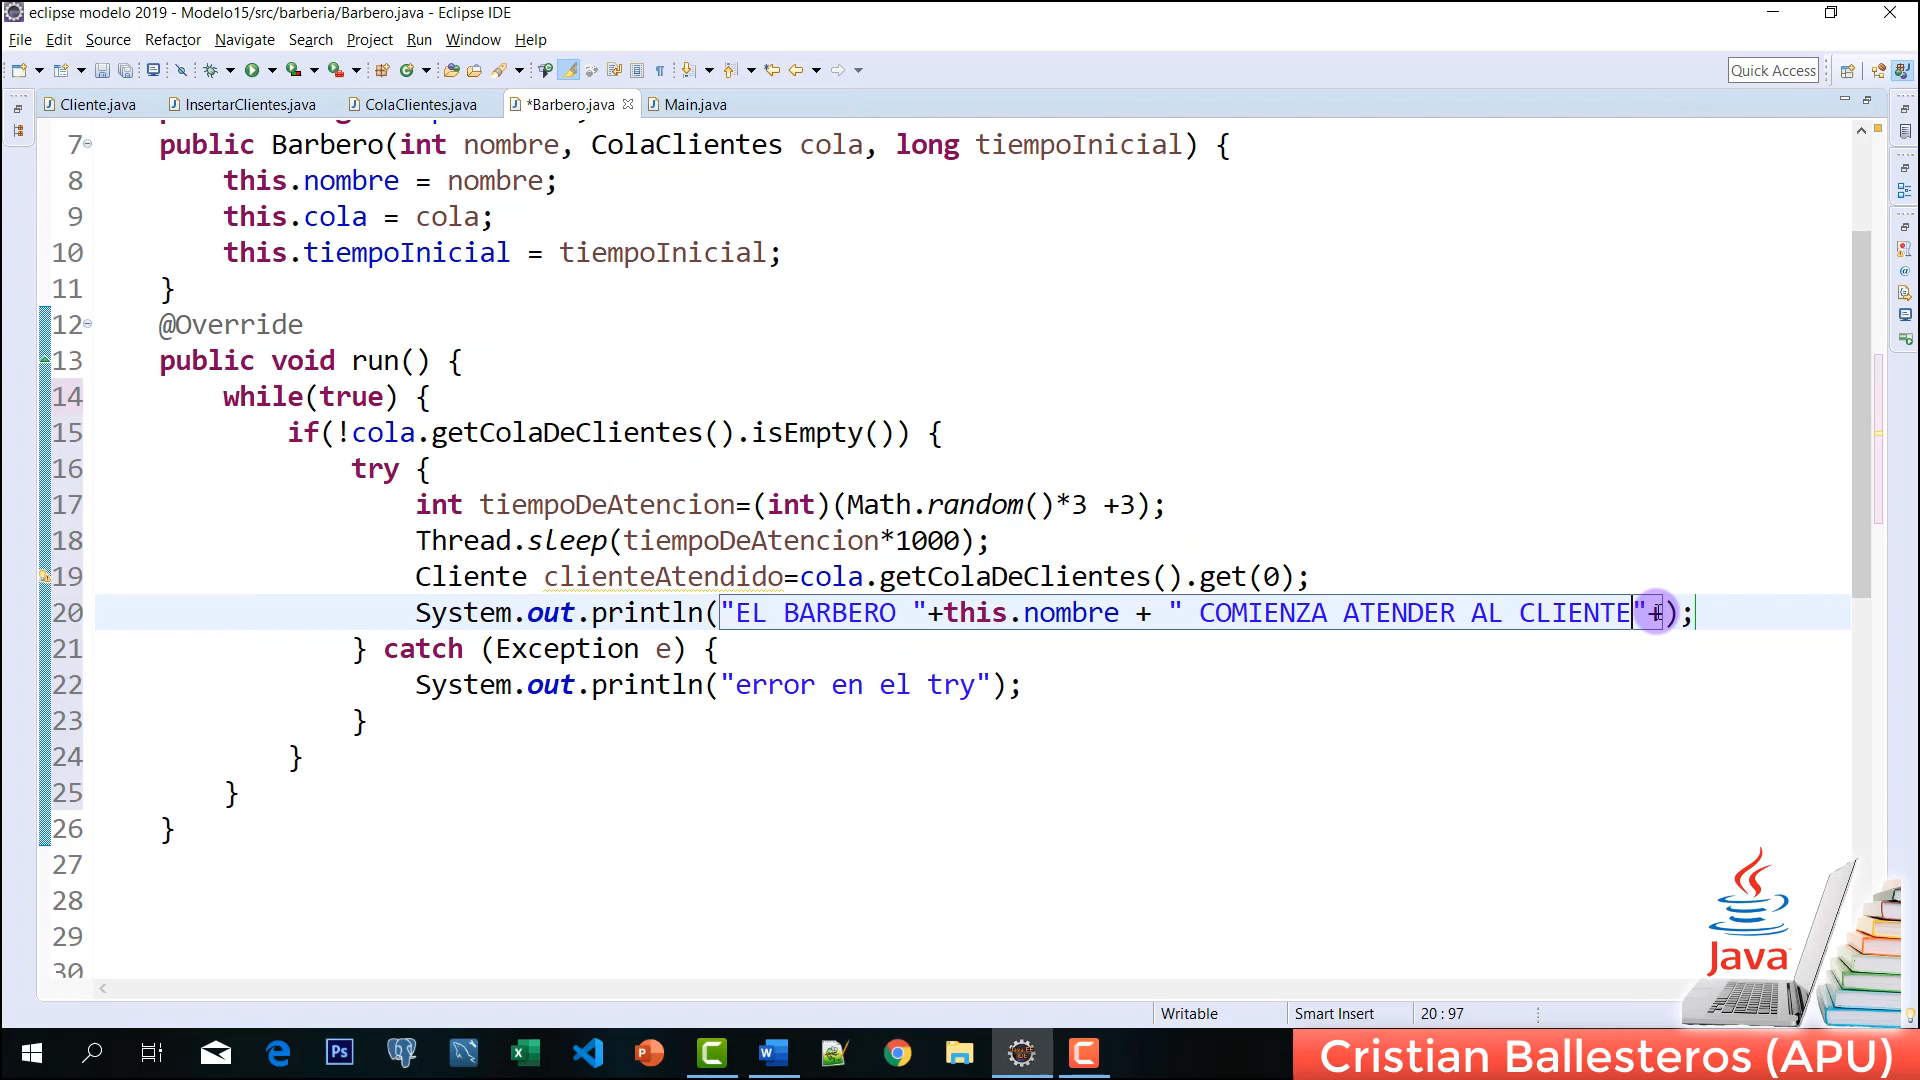 eclipse modelo 2019 - Modelo15/src/barberia/Barbero.java - Eclipse IDE
File Edit Source Refactor Navigate Search Project Run Window Help
Quick Access
Cliente.java InsertarClientes.java ColaClientes.java *Barbero.java Main.java
7 public Barbero(int nombre, ColaClientes cola, long tiempoInicial) {
8 this.nombre = nombre;
9 this.cola = cola;
10 this.tiempoInicial = tiempoInicial;
11 }
12 @Override
13 public void run() {
14 while(true) {
15 if(!cola.getColaDeClientes().isEmpty()) {
16 try {
17 int tiempoDeAtencion=(int)(Math.random()*3 +3);
18 Thread.sleep(tiempoDeAtencion*1000);
19 Cliente clienteAtendido=cola.getColaDeClientes().get(0);
20 System.out.println("EL BARBERO "+this.nombre + " COMIENZA ATENDER AL CLIENTE"+);
21 } catch (Exception e) {
22 System.out.println("error en el try");
23 }
24 }
25 }
26 }
27
28
29
30
Java
Writable Smart Insert 20 : 97
Cristian Ballesteros (APU)